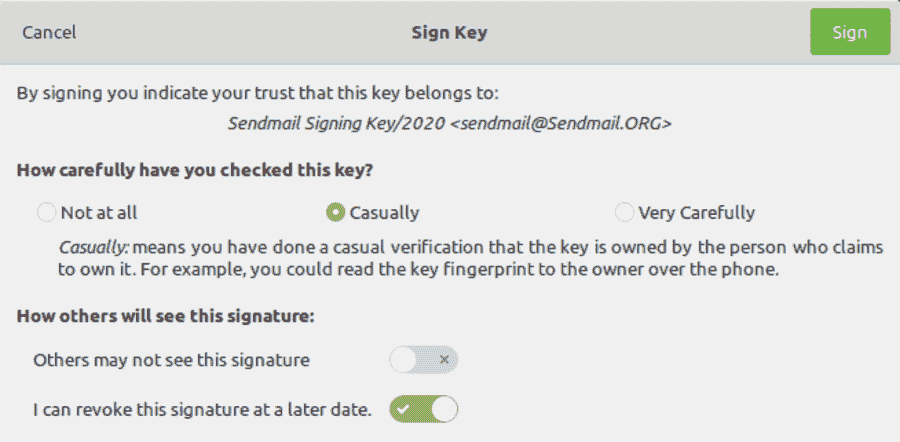 Cancel Sign Key Sign
By signing you indicate your trust that this key belongs to:
Sendmail Signing Key/2020 <sendmail@Sendmail.ORG>
How carefully have you checked this key?
Not at all Casually Very Carefully
Casually: means you have done a casual verification that the key is owned by the person who claims
to own it. For example, you could read the key fingerprint to the owner over the phone.
How others will see this signature:
Others may not see this signature
I can revoke this signature at a later date.